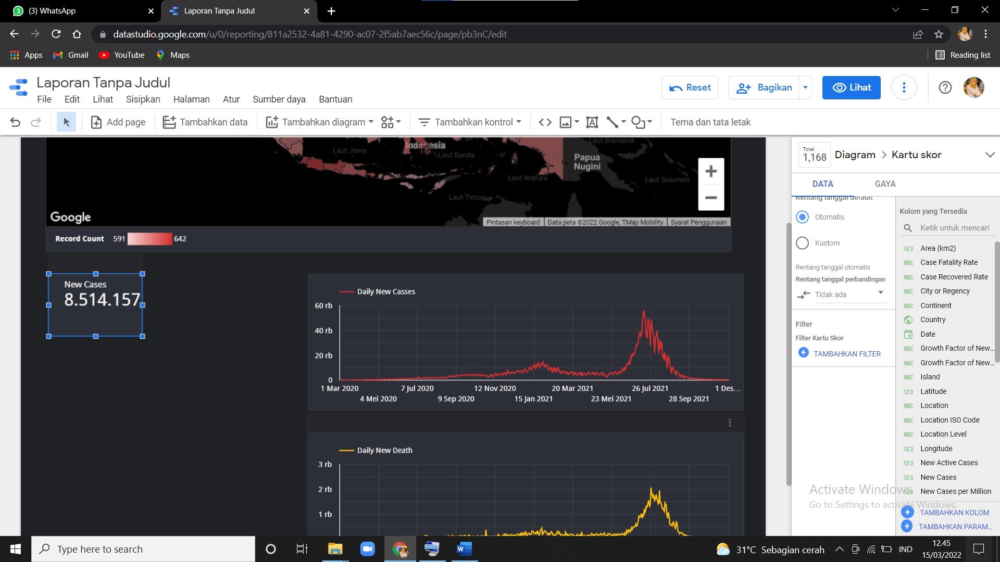 (3) WhatsApp
Laporan Tanpa Judul
datastudio.google.com/u/0/reporting/811a2532-4a81-4290-ac07-2f5ab7aec56c/page/pb3nC/edit
Apps
Gmail
YouTube
Maps
Reading list
Laporan Tanpa Judul
File Edit Lihat Sisipkan Halaman Atur Sumber daya Bantuan
Reset
Bagikan
Lihat
Add page
Tambahkan data
Tambahkan diagram
Tambahkan kontrol
Tema dan tata letak
Indonesia
Laut Jawa
Laut Banda
Laut Bismarck
Papua
Nugini
Laut Arafura
Laut Solomon
Laut Timor
Google
Pintasan keyboard
Data peta ©2022 Google, TMap Mobility
Syarat Penggunaan
Record Count 591 642
New Cases
8.514.157
Daily New Casses
60 rb
40 rb
20 rb
0
1 Mar 2020 7 Jul 2020 12 Nov 2020 20 Mar 2021 26 Jul 2021 1 Des...
4 Mei 2020 9 Sep 2020 15 Jan 2021 23 Mei 2021 28 Sep 2021
Daily New Death
3 rb
2 rb
1 rb
Total
1,168
Diagram > Kartu skor
DATA
GAYA
Rentang tanggal default
Otomatis
Kustom
Rentang tanggal otomatis
Rentang tanggal perbandingan
Tidak ada
Filter
Filter Kartu Skor
TAMBAHKAN FILTER
Kolom yang Tersedia
Ketik untuk mencari
123 Area (km2)
ABC Case Fatality Rate
ABC Case Recovered Rate
ABC City or Regency
ABC Continent
Country
Date
ABC Growth Factor of New...
ABC Growth Factor of New...
ABC Island
123 Latitude
ABC Location
ABC Location ISO Code
ABC Location Level
123 Longitude
123 New Active Cases
123 New Cases
123 New Cases per Million
TAMBAHKAN KOLOM
TAMBAHKAN PARAM...
Activate Windows
Go to Settings to activate Windows.
Type here to search
31°C Sebagian cerah
IND
12.45
15/03/2022